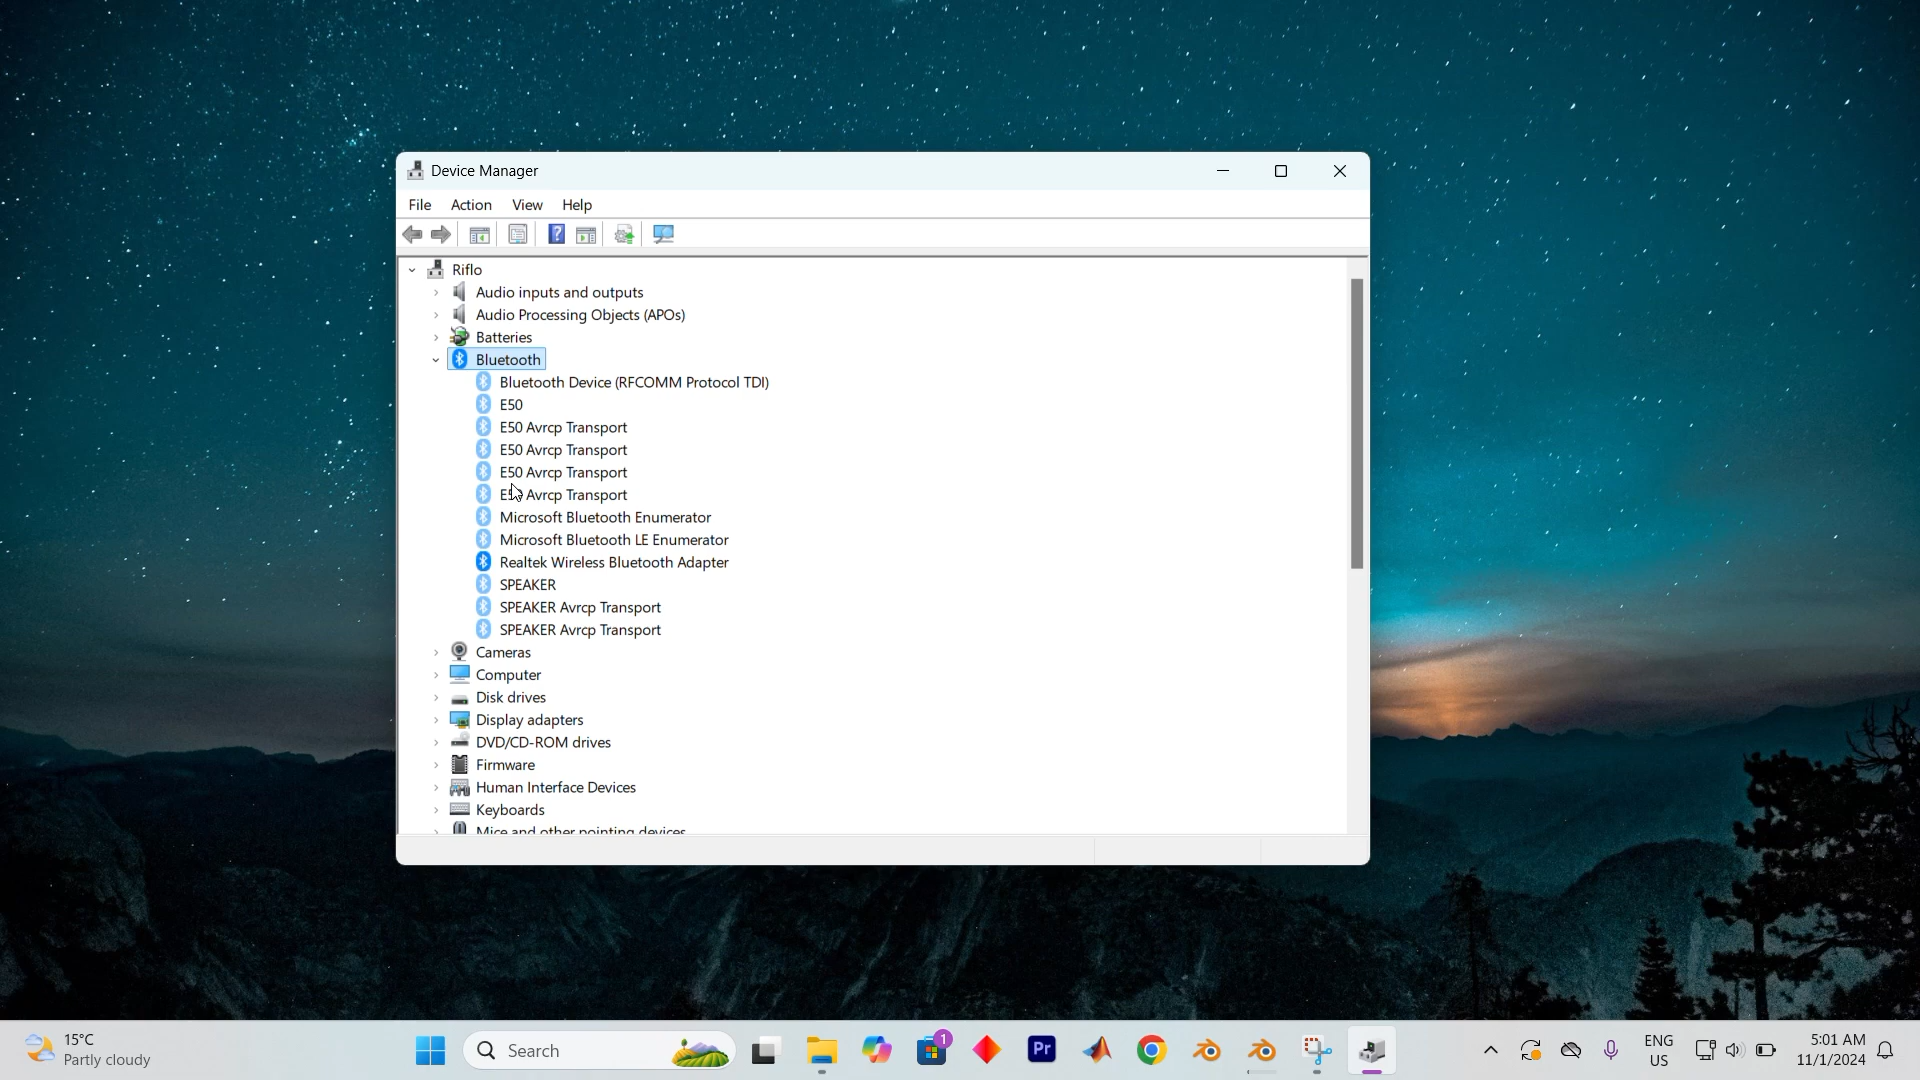 Device Manager
File Action View Help
Riflo
Audio inputs and outputs
Audio Processing Objects (APOs)
Batteries
Bluetooth
Bluetooth Device (RFCOMM Protocol TDI)
E50
E50 Avrcp Transport
E50 Avrcp Transport
E50 Avrcp Transport
E50 Avrcp Transport
Microsoft Bluetooth Enumerator
Microsoft Bluetooth LE Enumerator
Realtek Wireless Bluetooth Adapter
SPEAKER
SPEAKER Avrcp Transport
SPEAKER Avrcp Transport
Cameras
Computer
Disk drives
Display adapters
DVD/CD-ROM drives
Firmware
Human Interface Devices
Keyboards
Mice and other pointing devices
15°C
Partly cloudy
Search
1
Pr
ENG
US
5:01 AM
11/1/2024